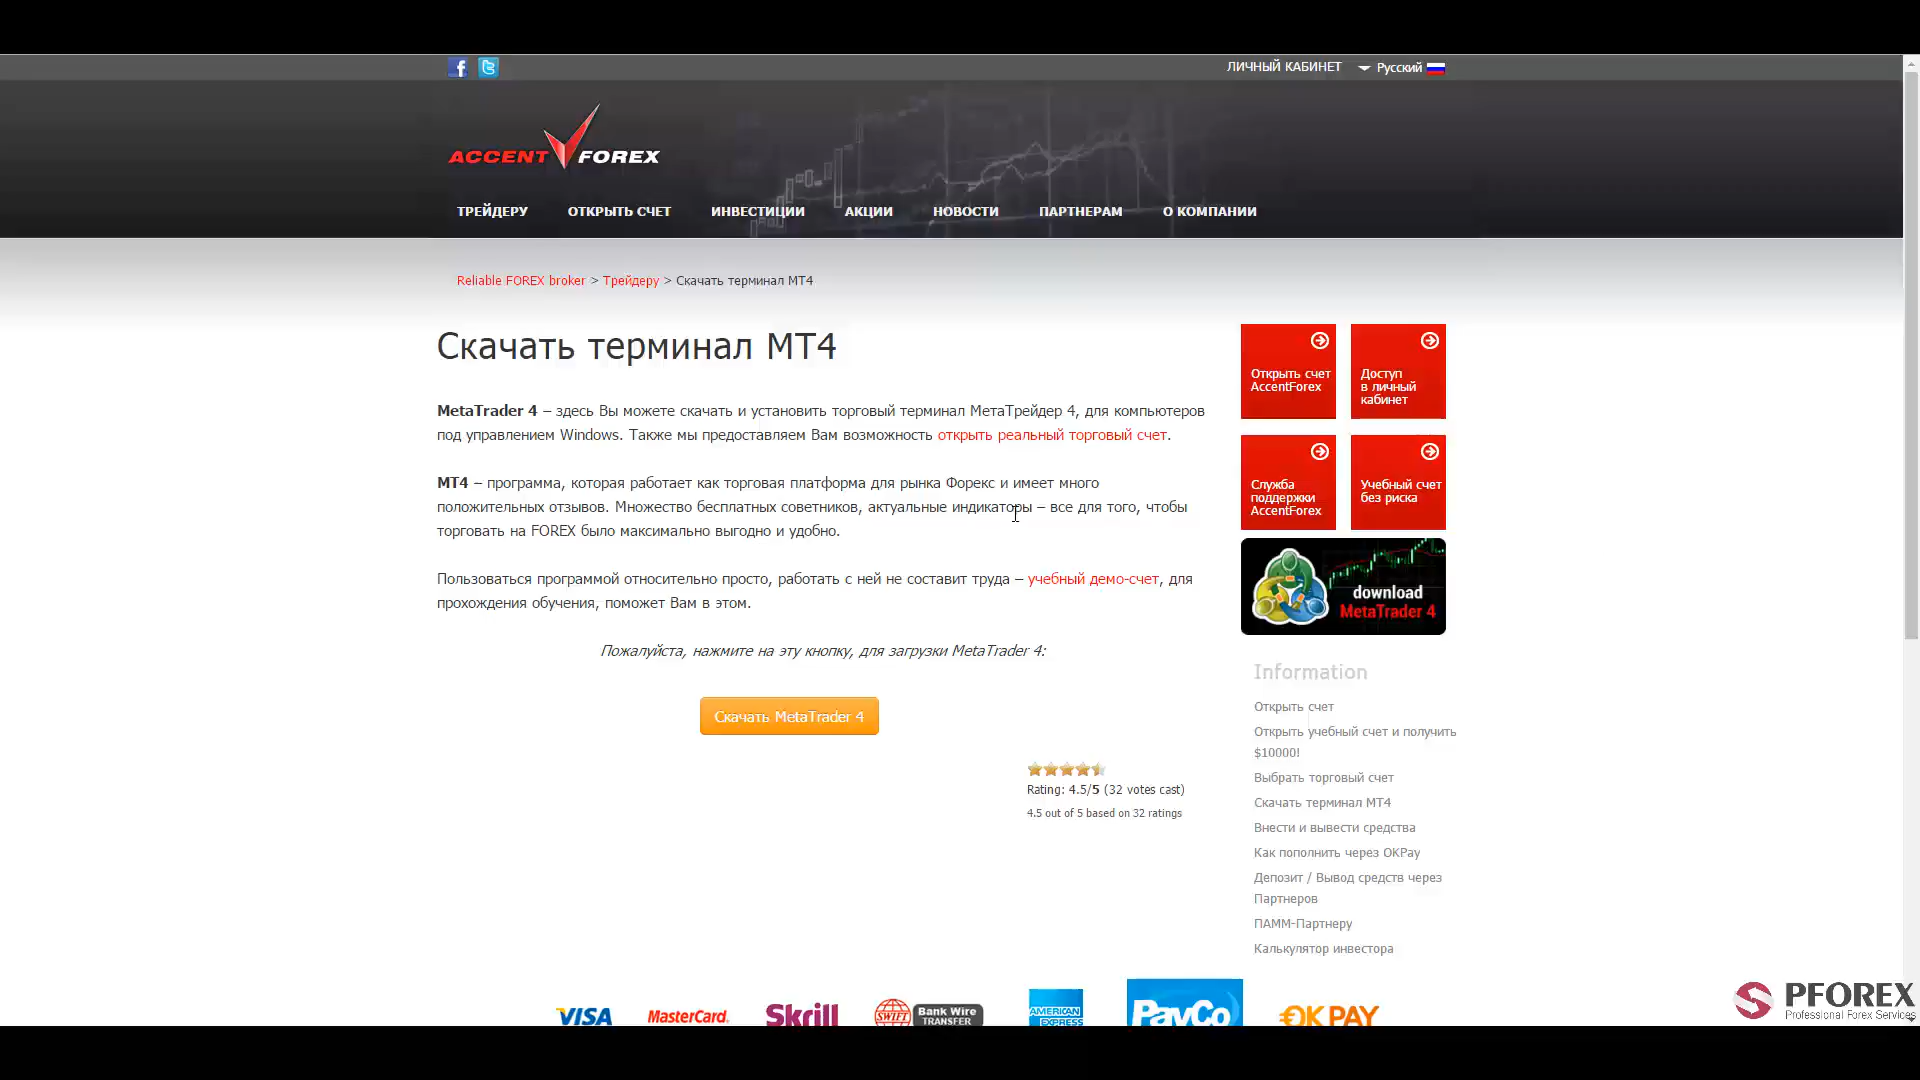 ЛИЧНЫЙ КАБИНЕТ Русский
ACCENT FOREX
ТРЕЙДЕРУ ОТКРЫТЬ СЧЕТ ИНВЕСТИЦИИ АКЦИИ НОВОСТИ ПАРТНЕРАМ О КОМПАНИИ
Reliable FOREX broker > Трейдеру > Скачать терминал МТ4
Скачать терминал МТ4
MetaTrader 4 – здесь Вы можете скачать и установить торговый терминал МетаТрейдер 4, для компьютеров
под управлением Windows. Также мы предоставляем Вам возможность открыть реальный торговый счет.
МТ4 – программа, которая работает как торговая платформа для рынка Форекс и имеет много
положительных отзывов. Множество бесплатных советников, актуальные индикаторы – все для того, чтобы
торговать на FOREX было максимально выгодно и удобно.
Пользоваться программой относительно просто, работать с ней не составит труда – учебный демо-счет, для
прохождения обучения, поможет Вам в этом.
Пожалуйста, нажмите на эту кнопку, для загрузки MetaTrader 4:
Скачать MetaTrader 4
Rating: 4.5/5 (32 votes cast)
4.5 out of 5 based on 32 ratings
Открыть счет
AccentForex
Доступ
в личный
кабинет
Служба
поддержки
AccentForex
Учебный счет
без риска
download
MetaTrader 4
Information
Открыть счет
Открыть учебный счет и получить
$10000!
Выбрать торговый счет
Скачать терминал МТ4
Внести и вывести средства
Как пополнить через OKPay
Депозит / Вывод средств через
Партнеров
ПАММ-Партнеру
Калькулятор инвестора
VISA MasterCard Skrill SWIFT Bank Wire TRANSFER AMERICAN EXPRESS PayCo OKPAY
PFOREX
Professional Forex Services